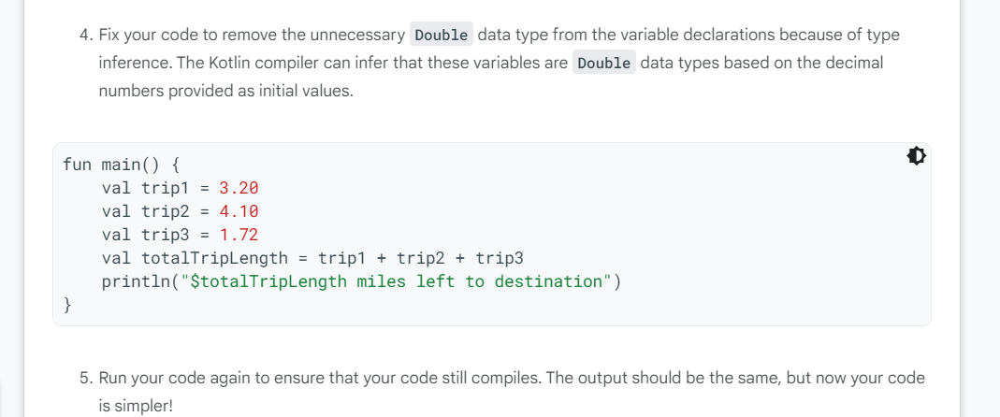 4. Fix your code to remove the unnecessary Double data type from the variable declarations because of type
inference. The Kotlin compiler can infer that these variables are Double data types based on the decimal
numbers provided as initial values.
fun main() {
    val trip1 = 3.20
    val trip2 = 4.10
    val trip3 = 1.72
    val totalTripLength = trip1 + trip2 + trip3
    println("$totalTripLength miles left to destination")
}
5. Run your code again to ensure that your code still compiles. The output should be the same, but now your code
is simpler!